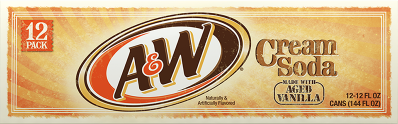 12
PACK
A&W
Cream
Soda
MADE WITH
AGED
VANILLA
Naturally &
Artificially Flavored
12-12 FL OZ
CANS (144 FL OZ)